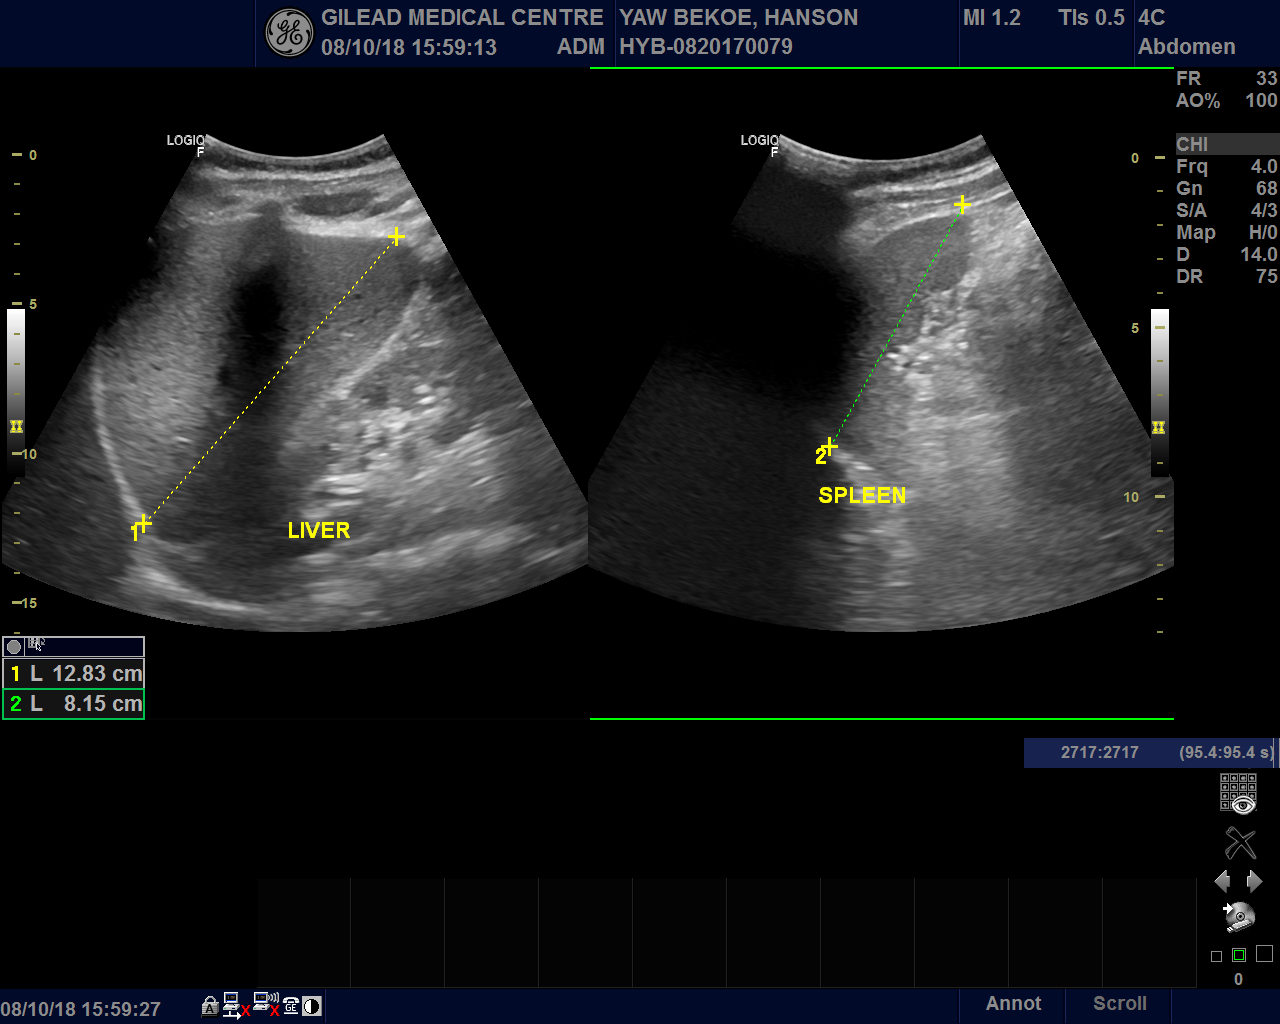 GILEAD MEDICAL CENTRE
08/10/18 15:59:13 ADM
YAW BEKOE, HANSON
HYB-0820170079
MI 1.2 TIs 0.5
4C
Abdomen
FR 33
AO% 100
CHI
Frq 4.0
Gn 68
S/A 4/3
Map H/0
D 14.0
DR 75
LOGIQ
F
0
5
10
15
1
LIVER
LOGIQ
F
0
5
10
2
SPLEEN
1 L 12.83 cm
2 L 8.15 cm
2717:2717 (95.4:95.4 s)
0
08/10/18 15:59:27
A
GE
Annot
Scroll